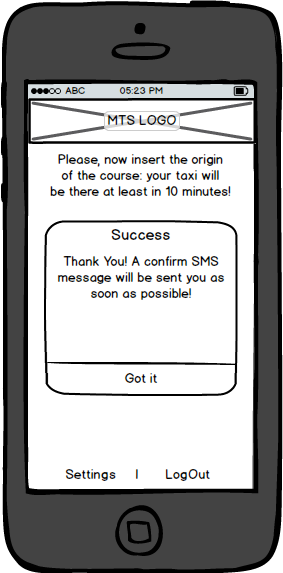 ABC 05:23 PM
MTS LOGO
Please, now insert the origin
of the course: your taxi will
be there at least in 10 minutes!
Success
Thank You! A confirm SMS
message will be sent you as
soon as possible!
Got it
Settings | LogOut